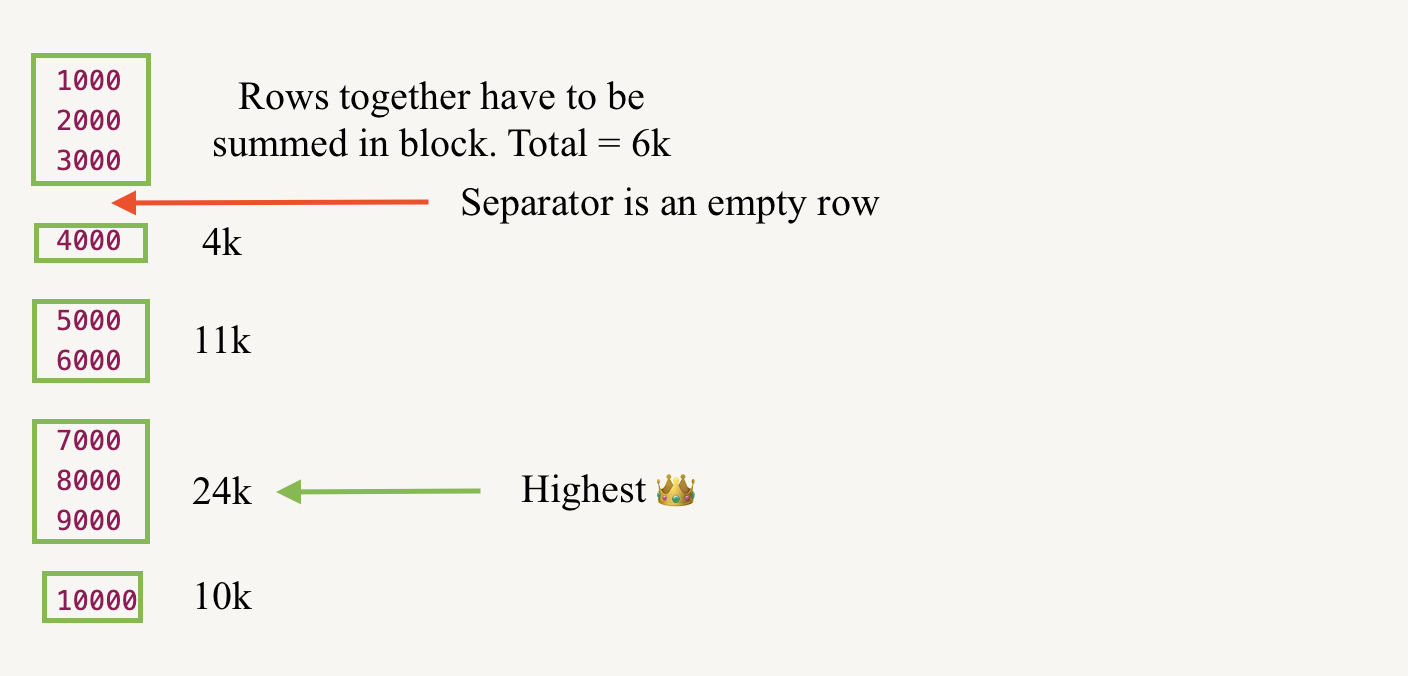 1000
2000
3000
Rows together have to be
summed in block. Total = 6k
Separator is an empty row
4000
4k
5000
6000
11k
7000
8000
9000
24k
Highest 👑
10000
10k